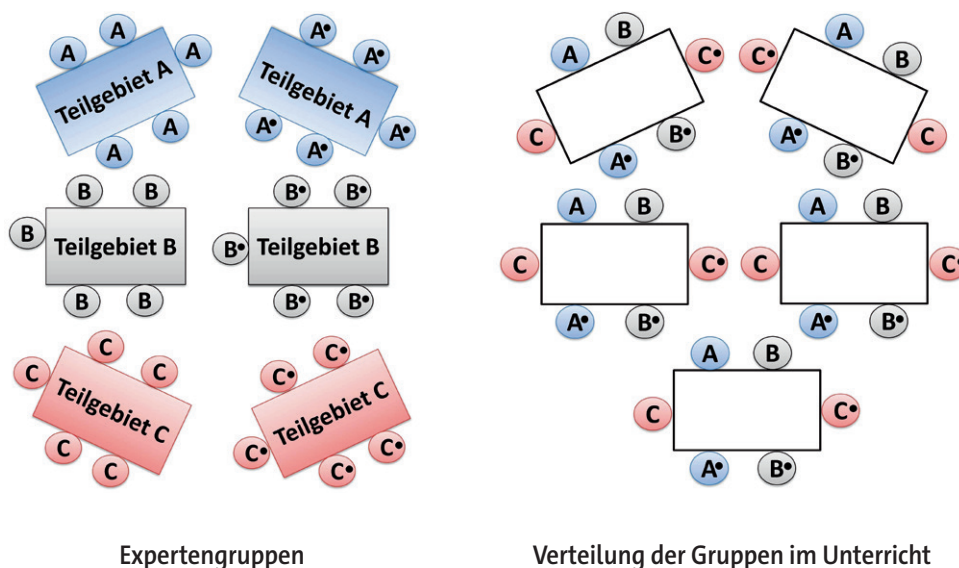 A A A
Teilgebiet A
A A
A• A•
Teilgebiet A
A• A• A•
B B
B Teilgebiet B
B B
B• B•
B• Teilgebiet B
B• B•
C C C
Teilgebiet C
C C
C• C•
Teilgebiet C
C• C• C•
Expertengruppen
A B C•
C A• B•
C• A B
A• B• C
A B
C C•
A• B•
A B
C C•
A• B•
A B
C C•
A• B•
Verteilung der Gruppen im Unterricht